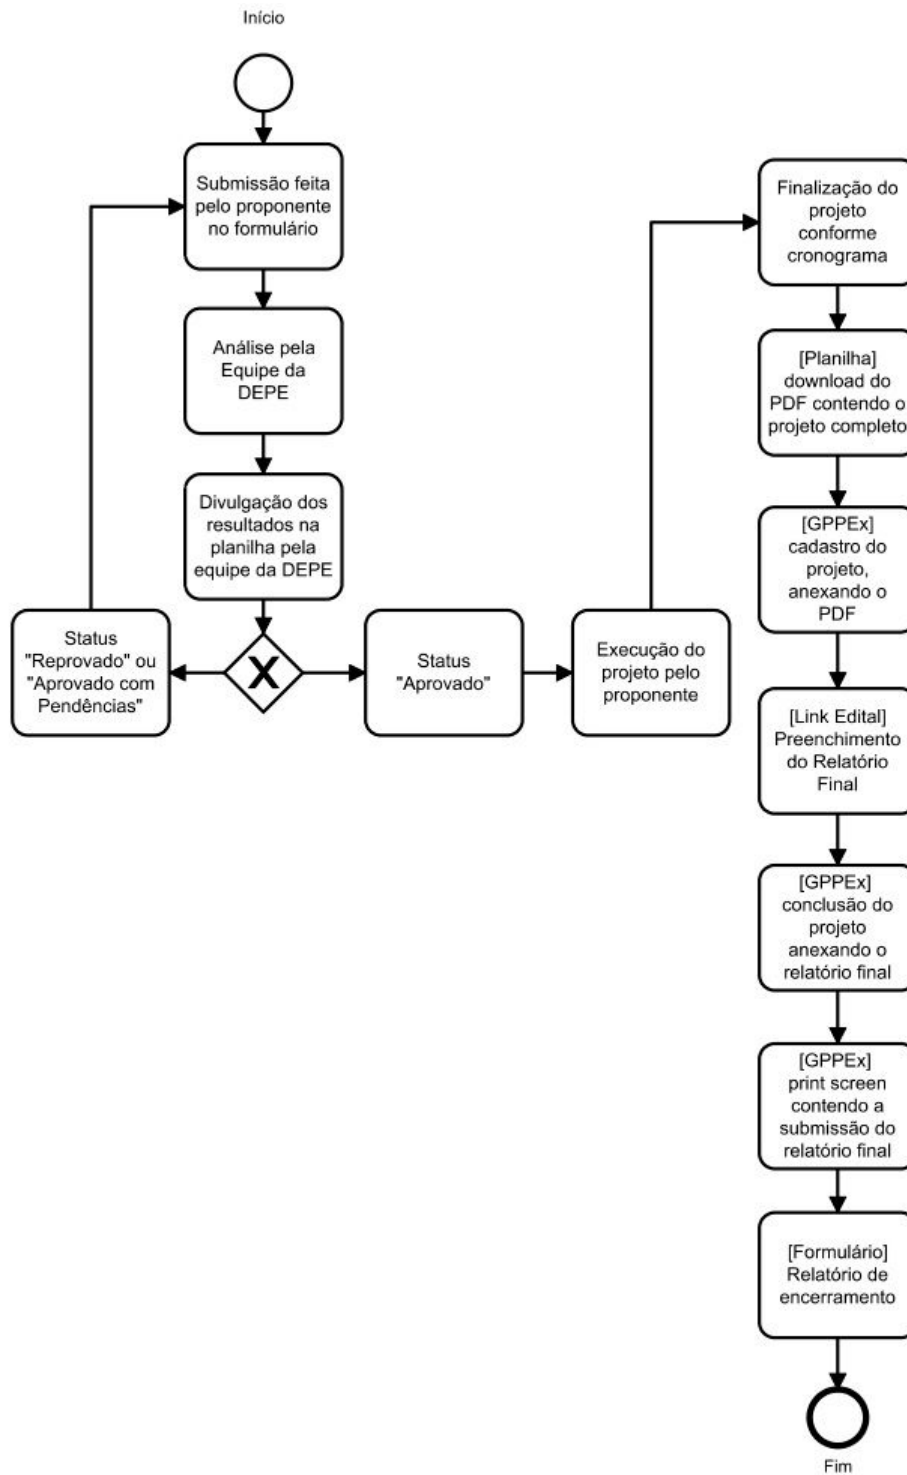 Início
Submissão feita
pelo proponente
no formulário
Análise pela
Equipe da
DEPE
Divulgação dos
resultados na
planilha pela
equipe da DEPE
Status
"Reprovado" ou
"Aprovado com
Pendências"
X
Status
"Aprovado"
Execução do
projeto pelo
proponente
Finalização do
projeto
conforme
cronograma
[Planilha]
download do
PDF contendo o
projeto completo
[GPPEx]
cadastro do
projeto,
anexando o
PDF
[Link Edital]
Preenchimento
do Relatório
Final
[GPPEx]
conclusão do
projeto
anexando o
relatório final
[GPPEx]
print screen
contendo a
submissão do
relatório final
[Formulário]
Relatório de
encerramento
Fim